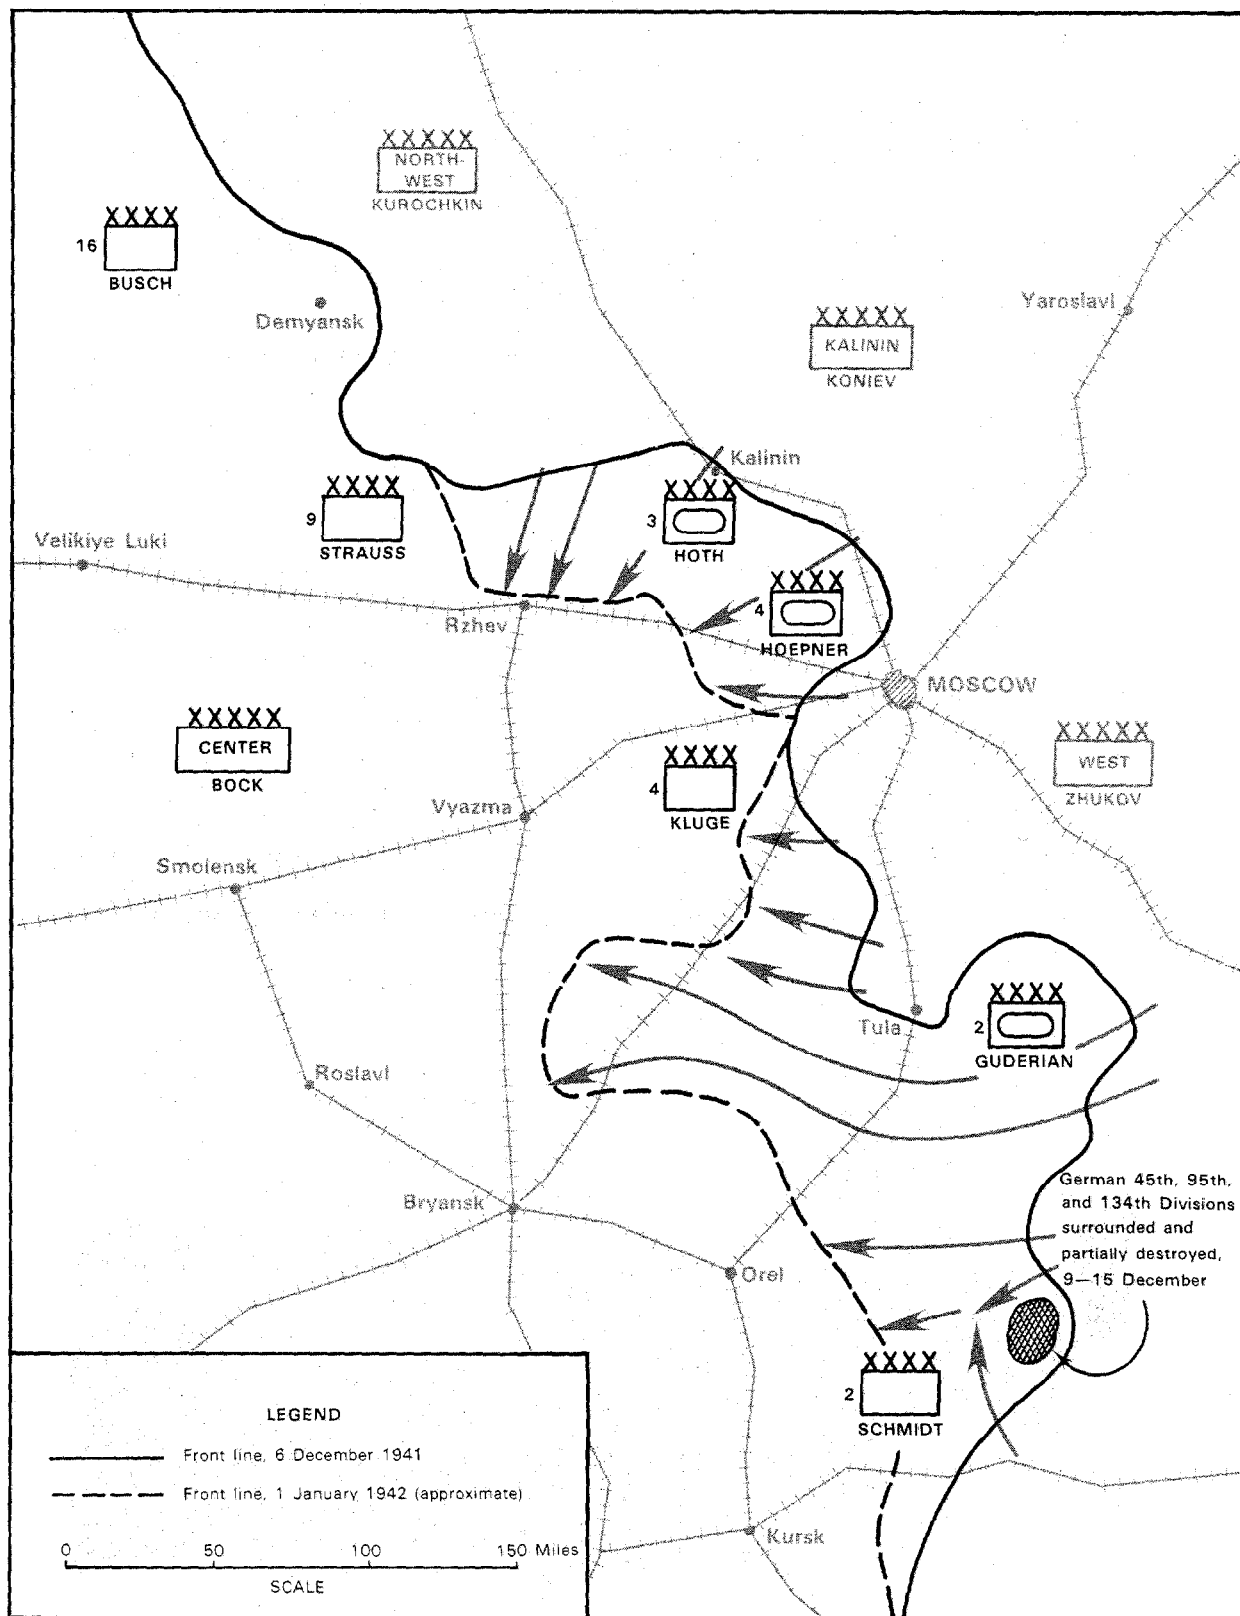 XXXXX
NORTH-
WEST
KUROCHKIN
XXXX
16
BUSCH
Demyansk
Yaroslavl
XXXXX
KALININ
KONIEV
Kalinin
XXXX
9
STRAUSS
XXXX
3
HOTH
Velikiye Luki
XXXX
4
HOEPNER
Rzhev
MOSCOW
XXXXX
CENTER
BOCK
XXXXX
WEST
ZHUKOV
XXXX
4
KLUGE
Vyazma
Smolensk
XXXX
2
GUDERIAN
Tula
Roslavl
German 45th, 95th,
and 134th Divisions
surrounded and
partially destroyed,
9—15 December
Bryansk
Orel
XXXX
2
SCHMIDT
Kursk
LEGEND
Front line, 6 December 1941
Front line, 1 January 1942 (approximate)
0 50 100 150 Miles
SCALE